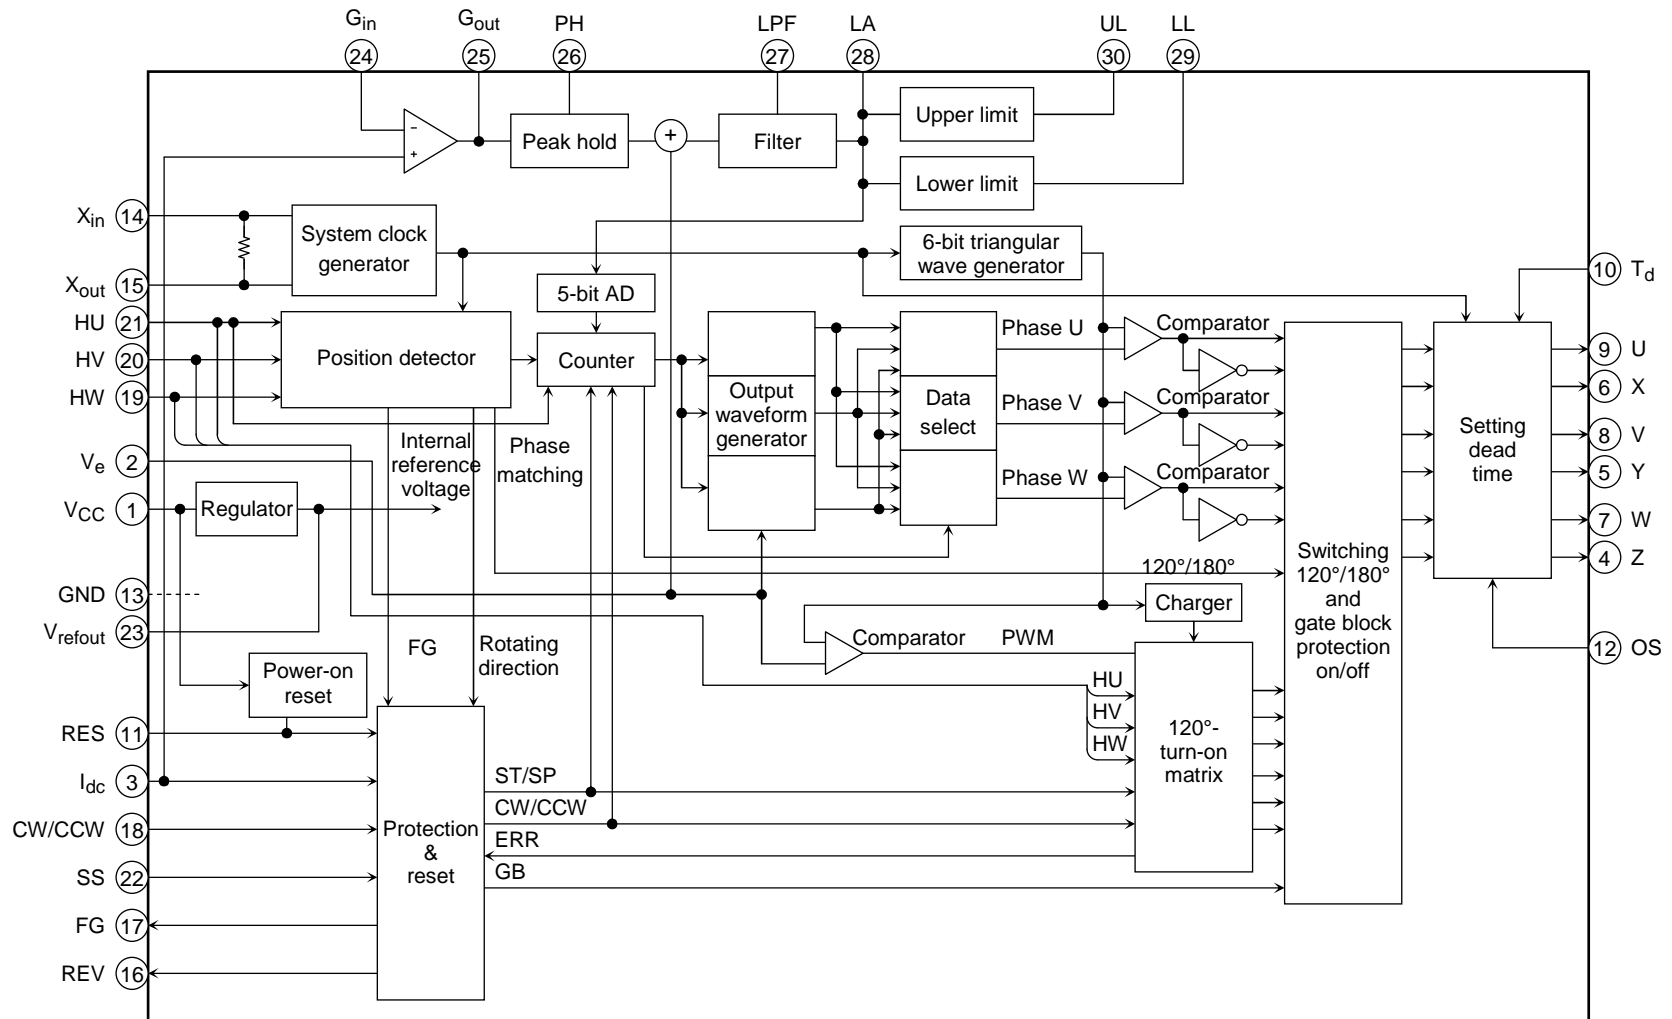 Gin
Gout
PH
LPF
LA
UL
LL
24
25
26
27
28
30
29
Upper limit
−
+
Peak hold
+
Filter
Lower limit
Xin 14
System clock
generator
6-bit triangular
wave generator
10 Td
Xout 15
5-bit AD
HU 21
HV 20
HW 19
Position detector
Counter
Output
waveform
generator
Data
select
Phase U
Phase V
Phase W
Comparator
Comparator
Comparator
Setting
dead
time
9 U
6 X
8 V
5 Y
7 W
4 Z
Internal
reference
voltage
Phase
matching
Ve 2
VCC 1
Regulator
Switching
120°/180°
and
gate block
protection
on/off
120°/180°
Charger
GND 13
Vrefout 23
FG
Rotating
direction
Comparator
PWM
12 OS
Power-on
reset
HU
HV
HW
120°-
turn-on
matrix
RES 11
Idc 3
CW/CCW 18
SS 22
FG 17
REV 16
Protection
&
reset
ST/SP
CW/CCW
ERR
GB